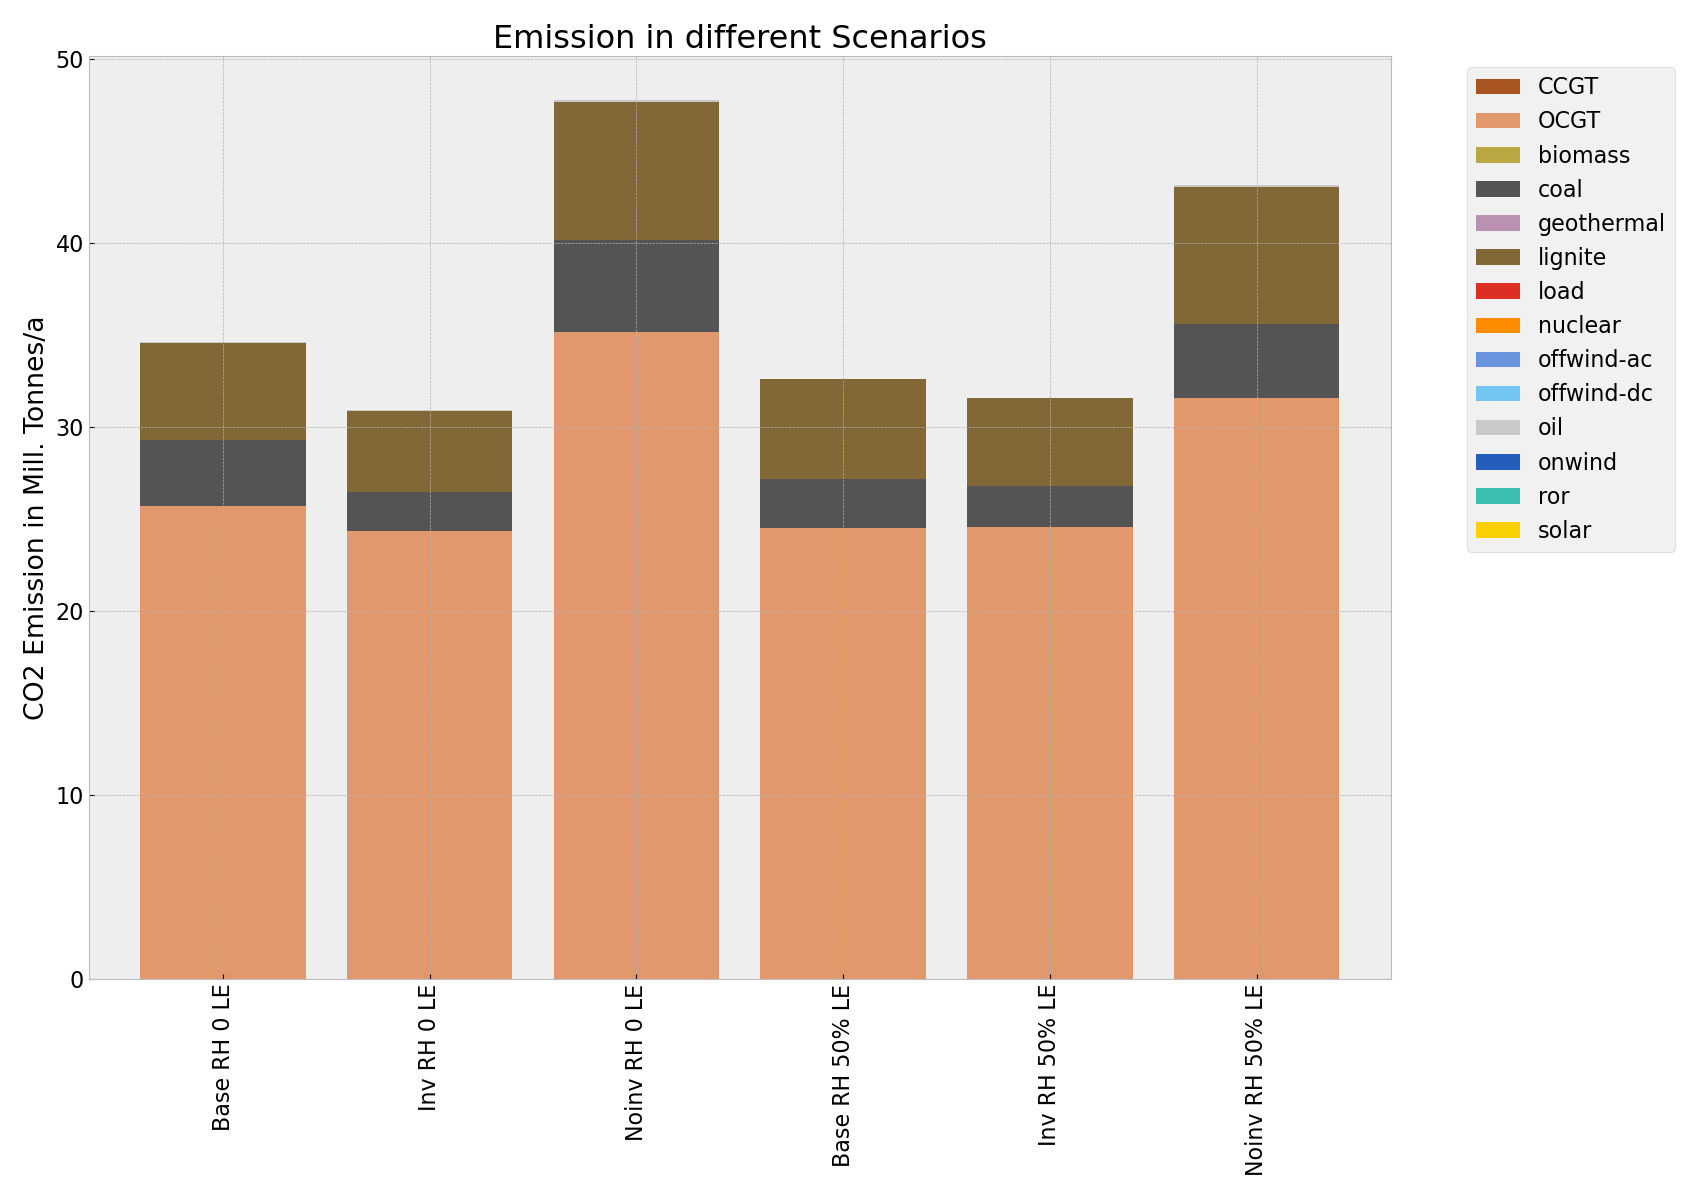 Emission in different Scenarios
CO2 Emission in Mill. Tonnes/a
50
40
30
20
10
0
Base RH 0 LE
Inv RH 0 LE
Noinv RH 0 LE
Base RH 50% LE
Inv RH 50% LE
Noinv RH 50% LE
CCGT
OCGT
biomass
coal
geothermal
lignite
load
nuclear
offwind-ac
offwind-dc
oil
onwind
ror
solar